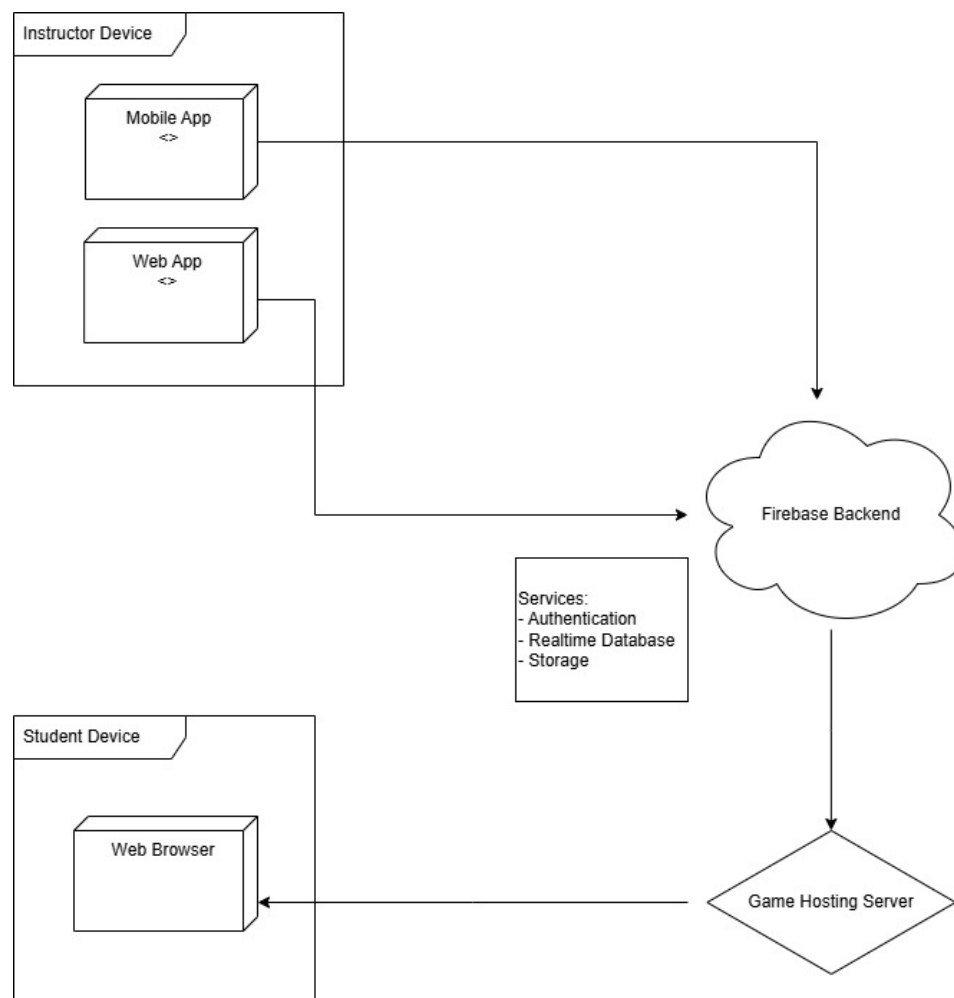 Instructor Device
Mobile App
<>
Web App
<>
Firebase Backend
Services:
- Authentication
- Realtime Database
- Storage
Student Device
Web Browser
Game Hosting Server